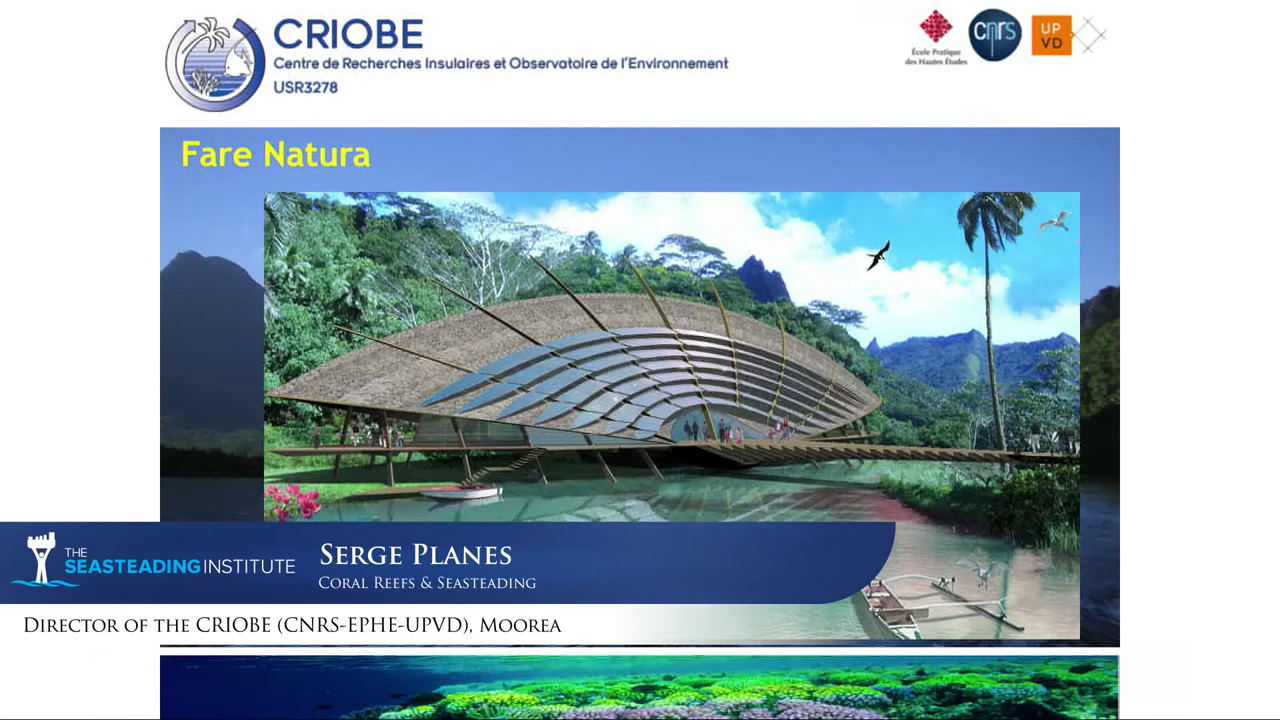 CRIOBE
Centre de Recherches Insulaires et Observatoire de l'Environnement
USR3278
École Pratique
des Hautes Études
cnrs
UP
VD
Fare Natura
THE
SEASTEADING INSTITUTE
SERGE PLANES
CORAL REEFS & SEASTEADING
DIRECTOR OF THE CRIOBE (CNRS-EPHE-UPVD), MOOREA